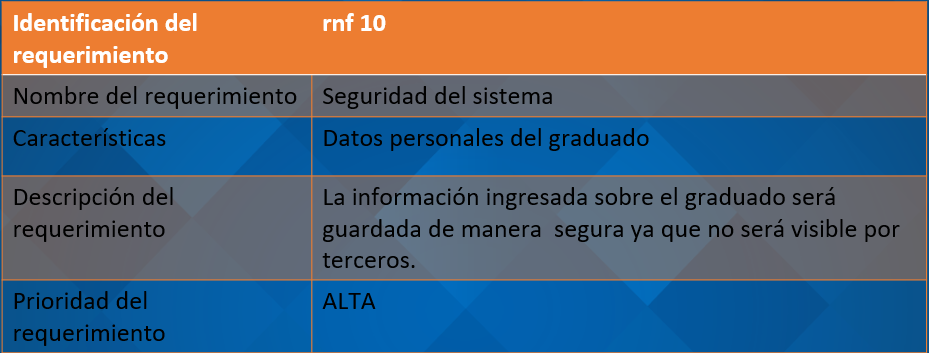 Identificación del
requerimiento
rnf 10
Nombre del requerimiento
Seguridad del sistema
Características
Datos personales del graduado
Descripción del
requerimiento
La información ingresada sobre el graduado será
guardada de manera  segura ya que no será visible por
terceros.
Prioridad del
requerimiento
ALTA